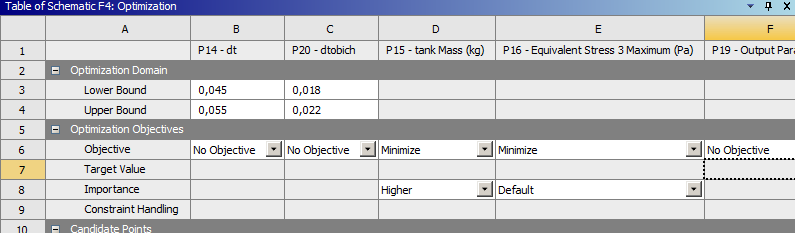 Table of Schematic F4: Optimization
A B C D E F
1 P14 - dt P20 - dtobich P15 - tank Mass (kg) P16 - Equivalent Stress 3 Maximum (Pa) P19 - Output Para
2 Optimization Domain
3 Lower Bound 0,045 0,018
4 Upper Bound 0,055 0,022
5 Optimization Objectives
6 Objective No Objective No Objective Minimize Minimize No Objective
7 Target Value
8 Importance Higher Default
9 Constraint Handling
10 Candidate Points